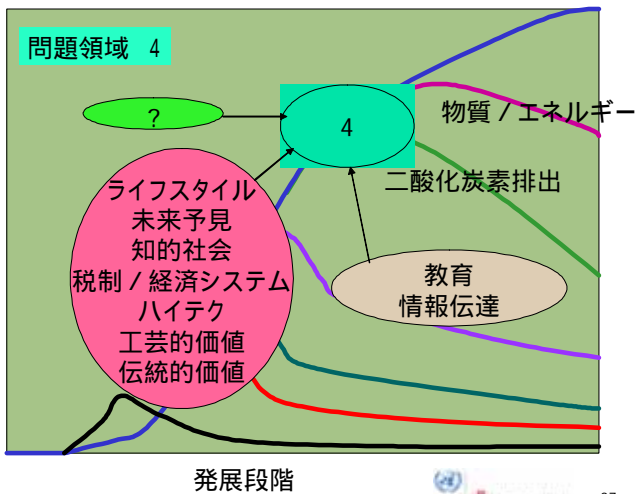 問題領域 4
?
4
物質/エネルギー
二酸化炭素排出
ライフスタイル
未来予見
知的社会
税制/経済システム
ハイテク
工芸的価値
伝統的価値
教育
情報伝達
発展段階